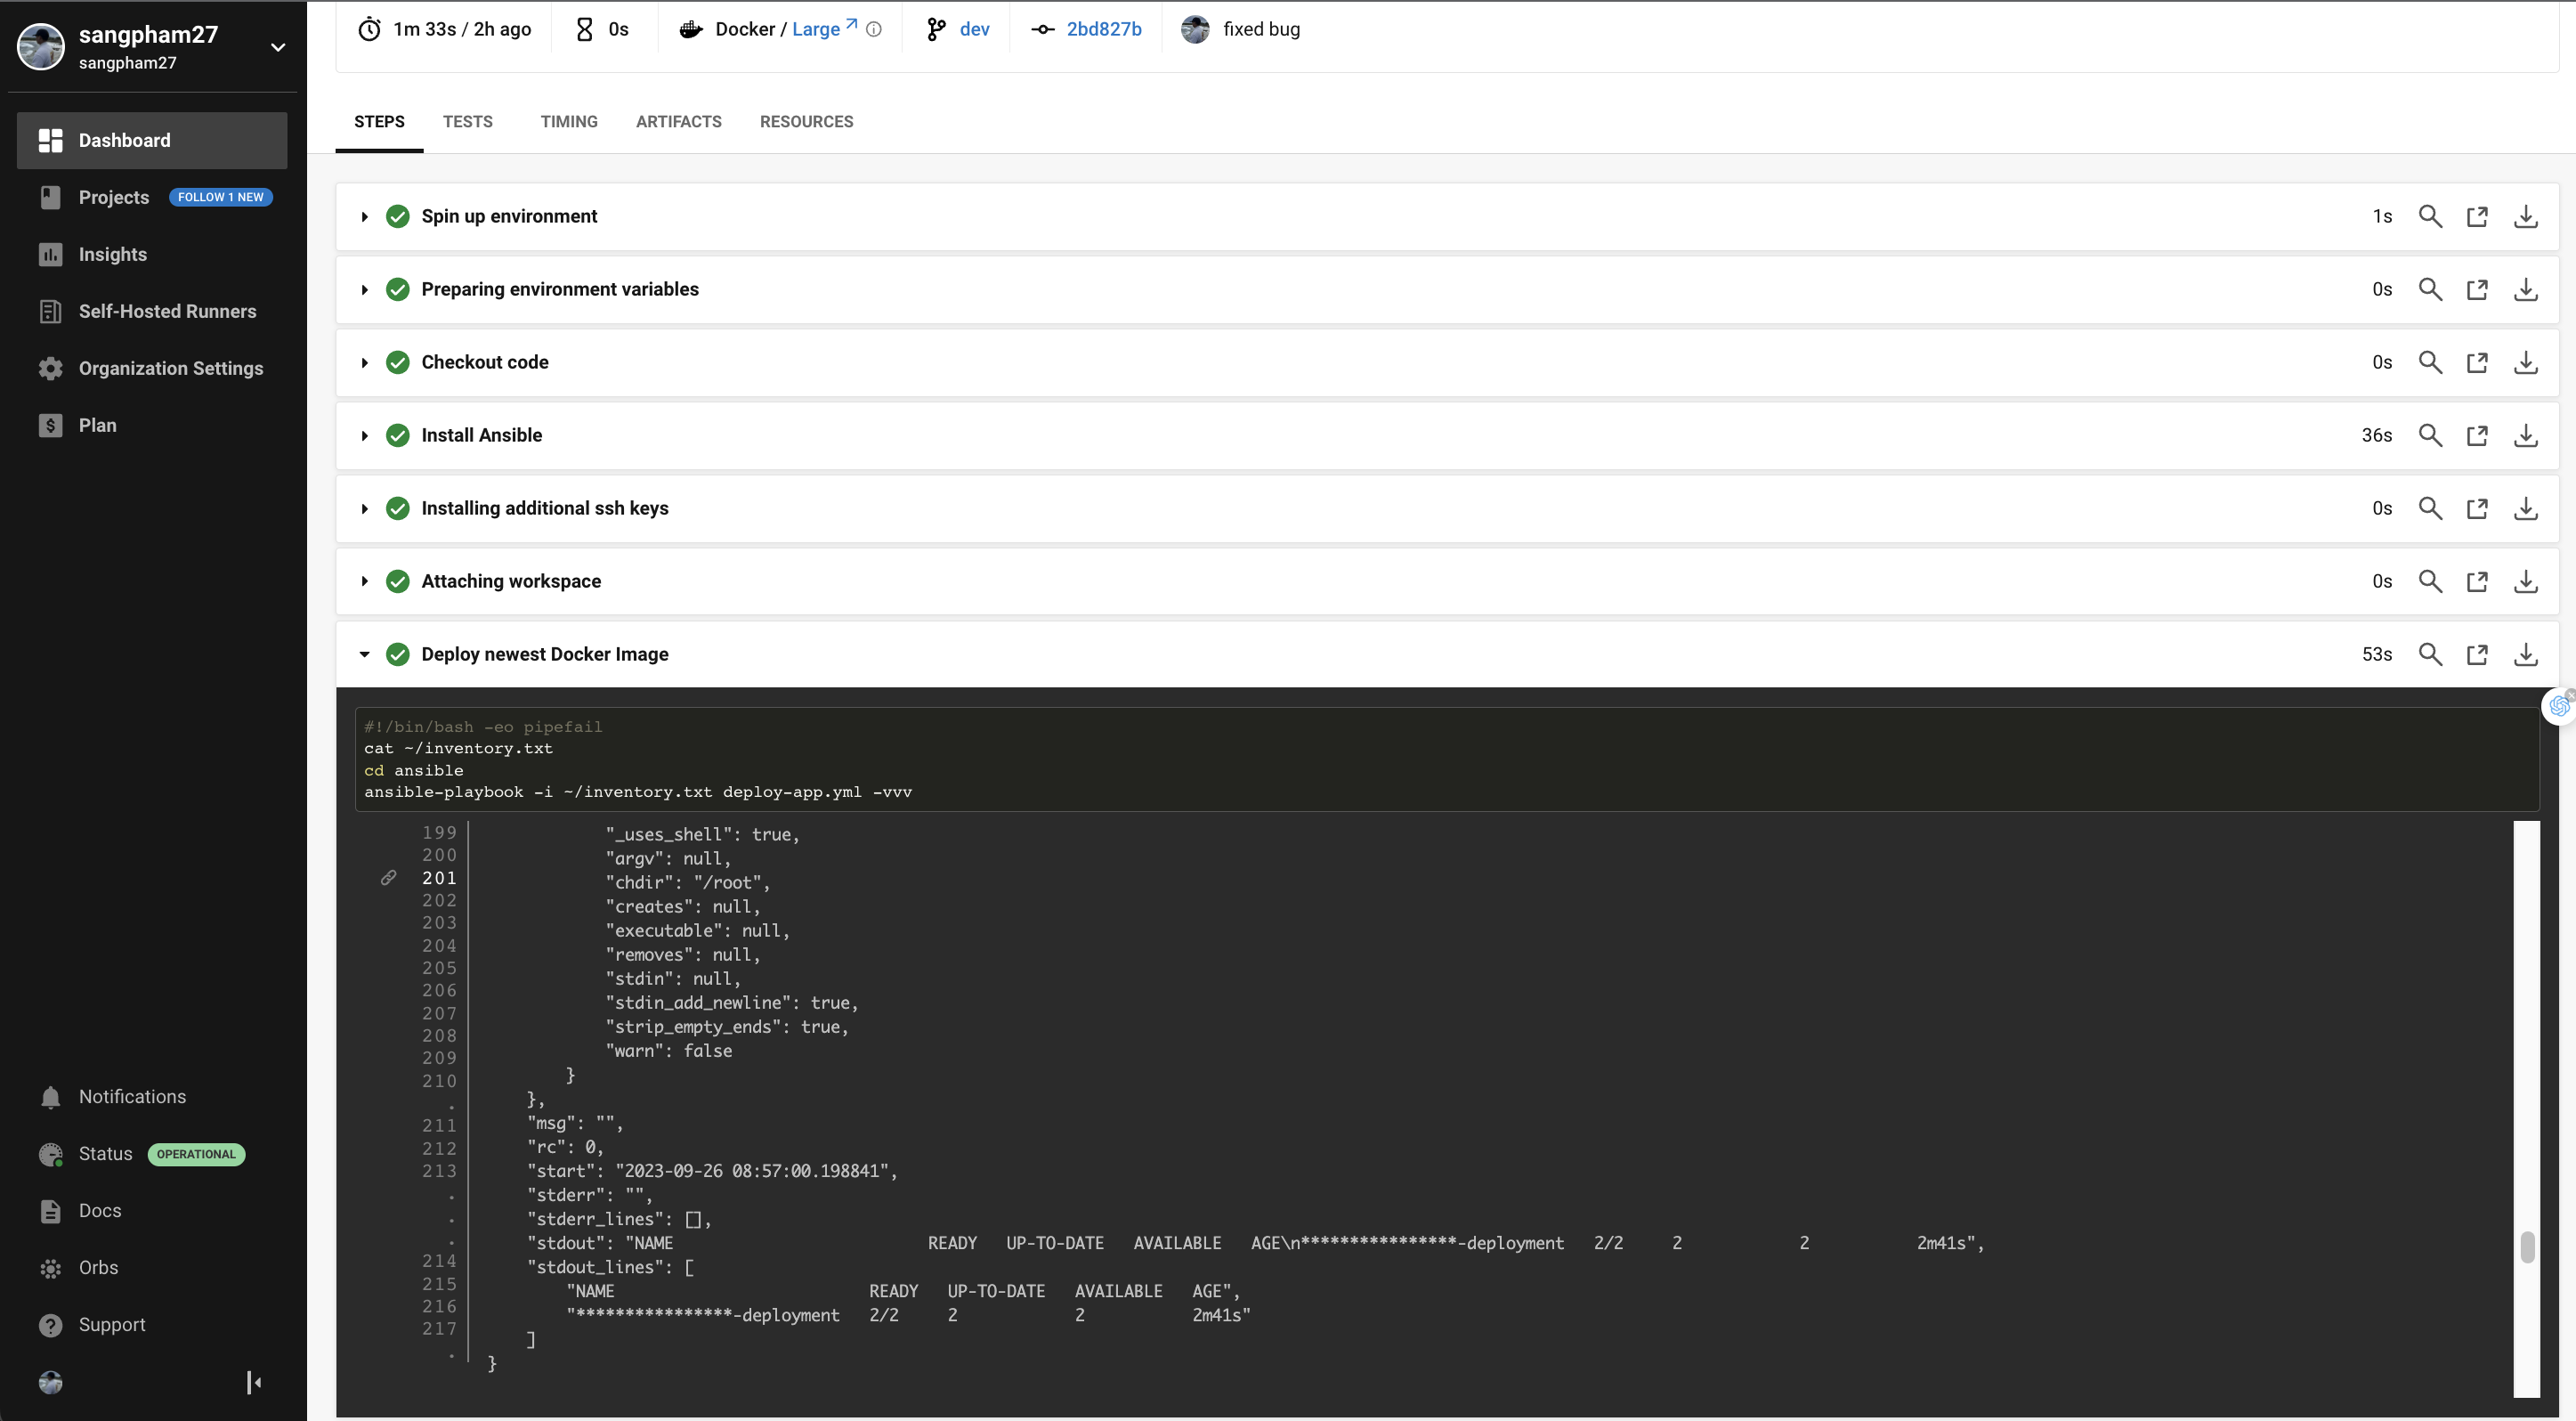 sangpham27
sangpham27
Dashboard
Projects FOLLOW 1 NEW
Insights
Self-Hosted Runners
Organization Settings
Plan
Notifications
Status OPERATIONAL
Docs
Orbs
Support
1m 33s / 2h ago 0s Docker / Large dev 2bd827b fixed bug
STEPS TESTS TIMING ARTIFACTS RESOURCES
Spin up environment 1s
Preparing environment variables 0s
Checkout code 0s
Install Ansible 36s
Installing additional ssh keys 0s
Attaching workspace 0s
Deploy newest Docker Image 53s
#!/bin/bash -eo pipefail
cat ~/inventory.txt
cd ansible
ansible-playbook -i ~/inventory.txt deploy-app.yml -vvv
199 "_uses_shell": true,
200 "argv": null,
201 "chdir": "/root",
202 "creates": null,
203 "executable": null,
204 "removes": null,
205 "stdin": null,
206 "stdin_add_newline": true,
207 "strip_empty_ends": true,
208 "warn": false
209 }
210 },
. "msg": "",
211 "rc": 0,
212 "start": "2023-09-26 08:57:00.198841",
213 "stderr": "",
. "stderr_lines": [],
. "stdout": "NAME READY UP-TO-DATE AVAILABLE AGE\n****************-deployment 2/2 2 2 2m41s",
. "stdout_lines": [
214 "NAME READY UP-TO-DATE AVAILABLE AGE",
215 "****************-deployment 2/2 2 2 2m41s"
216 ]
217 }
.